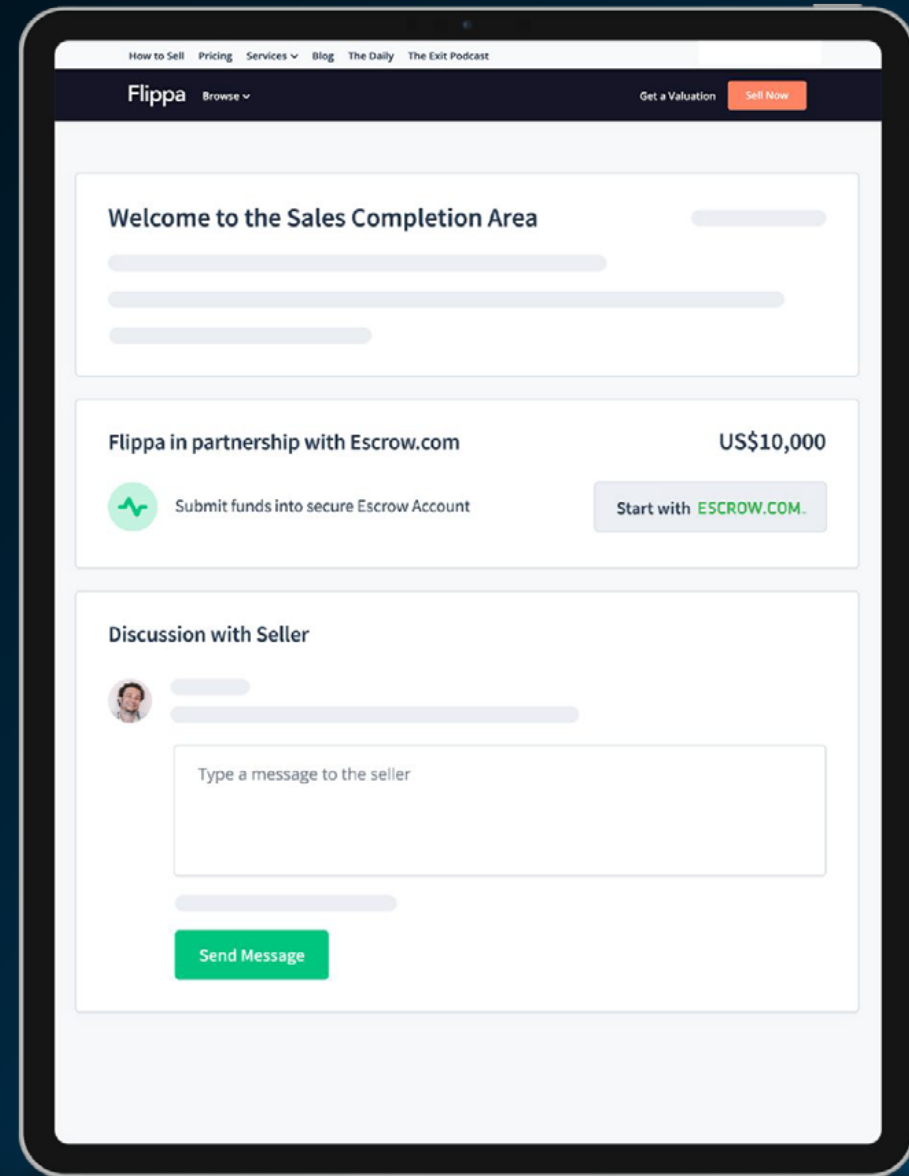 How to Sell Pricing Services Blog The Daily The Exit Podcast
Flippa Browse Get a Valuation Sell Now
Welcome to the Sales Completion Area
Flippa in partnership with Escrow.com US$10,000
Submit funds into secure Escrow Account Start with ESCROW.COM
Discussion with Seller
Type a message to the seller
Send Message